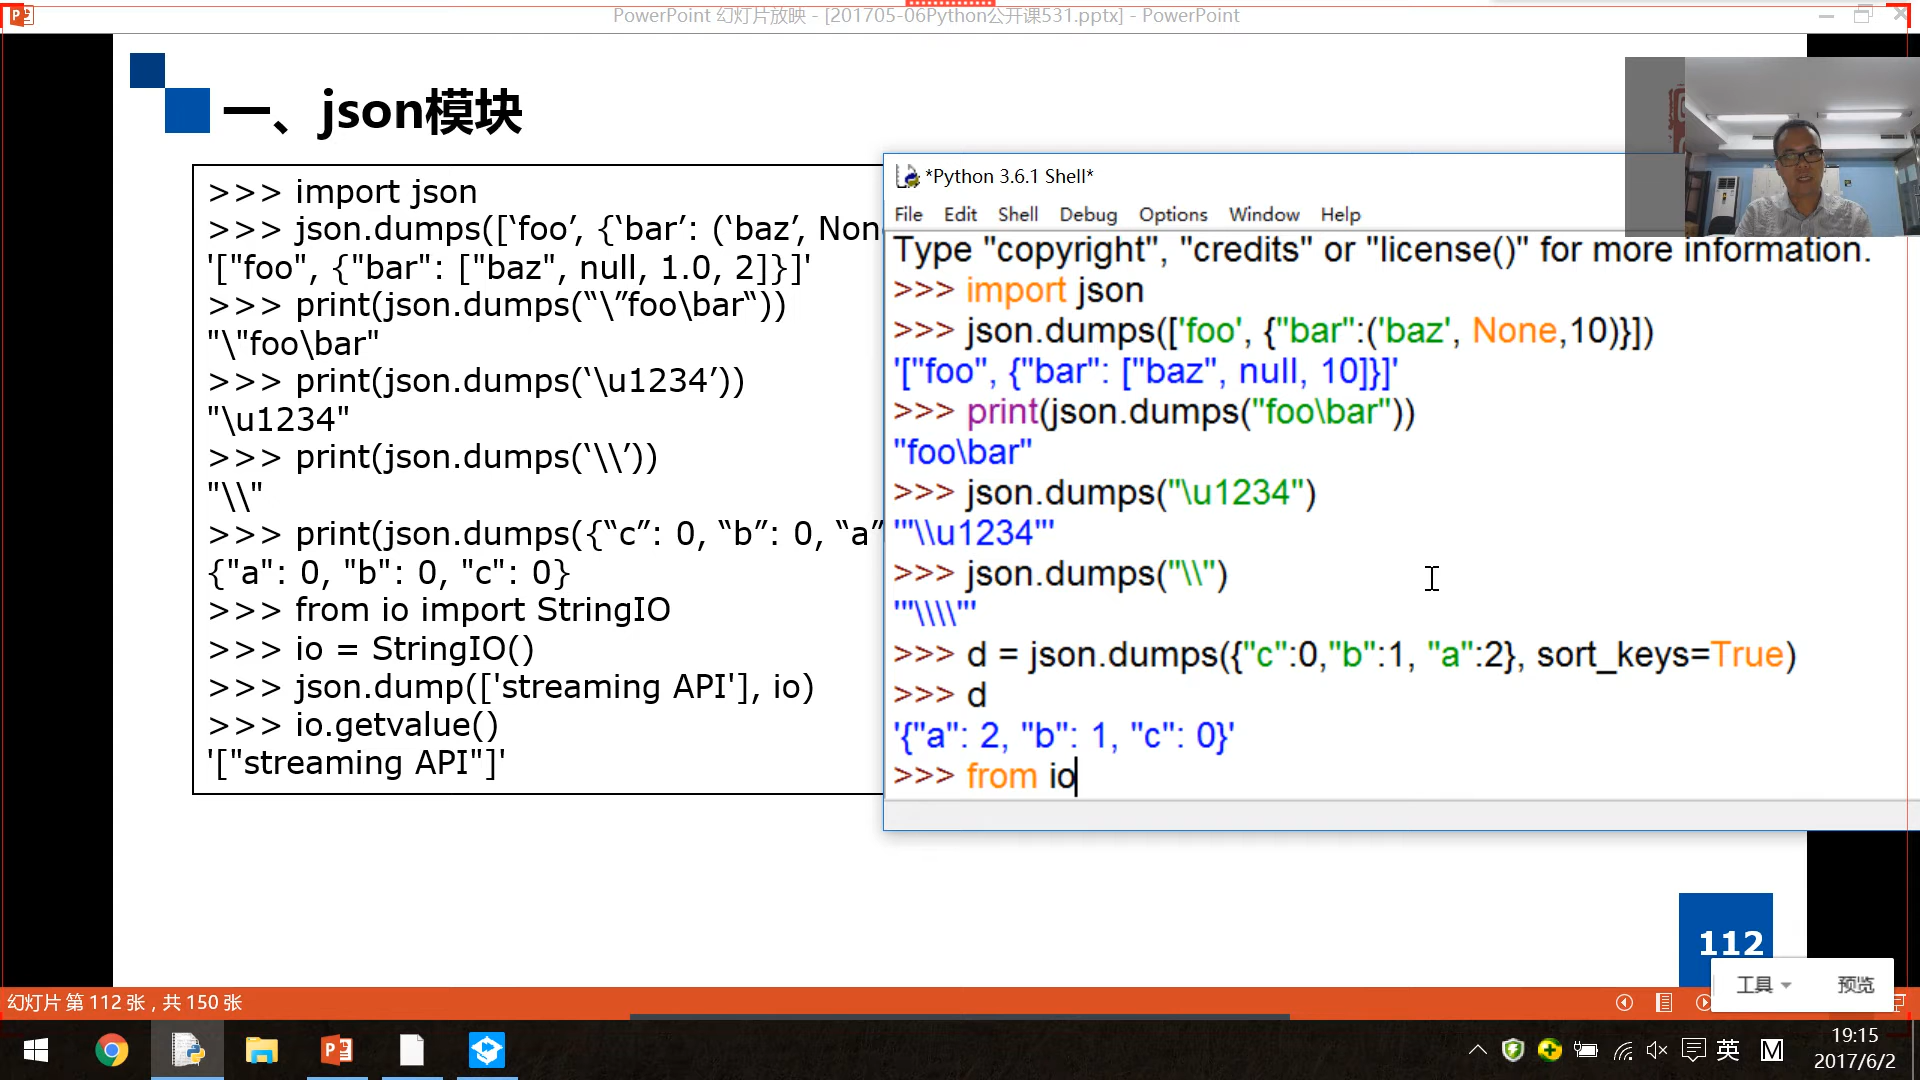 PowerPoint 幻灯片放映 - [201705-06Python公开课531.pptx] - PowerPoint
一、json模块
>>> import json
>>> json.dumps([‘foo’, {‘bar’: (‘baz’, Non
'["foo", {"bar": ["baz", null, 1.0, 2]}]'
>>> print(json.dumps(“\”foo\bar“))
"\"foo\bar"
>>> print(json.dumps(‘\u1234’))
"\u1234"
>>> print(json.dumps(‘\\’))
"\\"
>>> print(json.dumps({“c”: 0, “b”: 0, “a”
{"a": 0, "b": 0, "c": 0}
>>> from io import StringIO
>>> io = StringIO()
>>> json.dump(['streaming API'], io)
>>> io.getvalue()
'["streaming API"]'
*Python 3.6.1 Shell*
File Edit Shell Debug Options Window Help
Type "copyright", "credits" or "license()" for more information.
>>> import json
>>> json.dumps(['foo', {"bar":('baz', None,10)}])
'["foo", {"bar": ["baz", null, 10]}]'
>>> print(json.dumps("foo\bar"))
"foo\bar"
>>> json.dumps("\u1234")
'"\\u1234"'
>>> json.dumps("\\")
'"\\\\"'
>>> d = json.dumps({"c":0,"b":1, "a":2}, sort_keys=True)
>>> d
'{"a": 2, "b": 1, "c": 0}'
>>> from io
112
工具 预览
幻灯片 第 112 张 , 共 150 张
英
19:15
2017/6/2